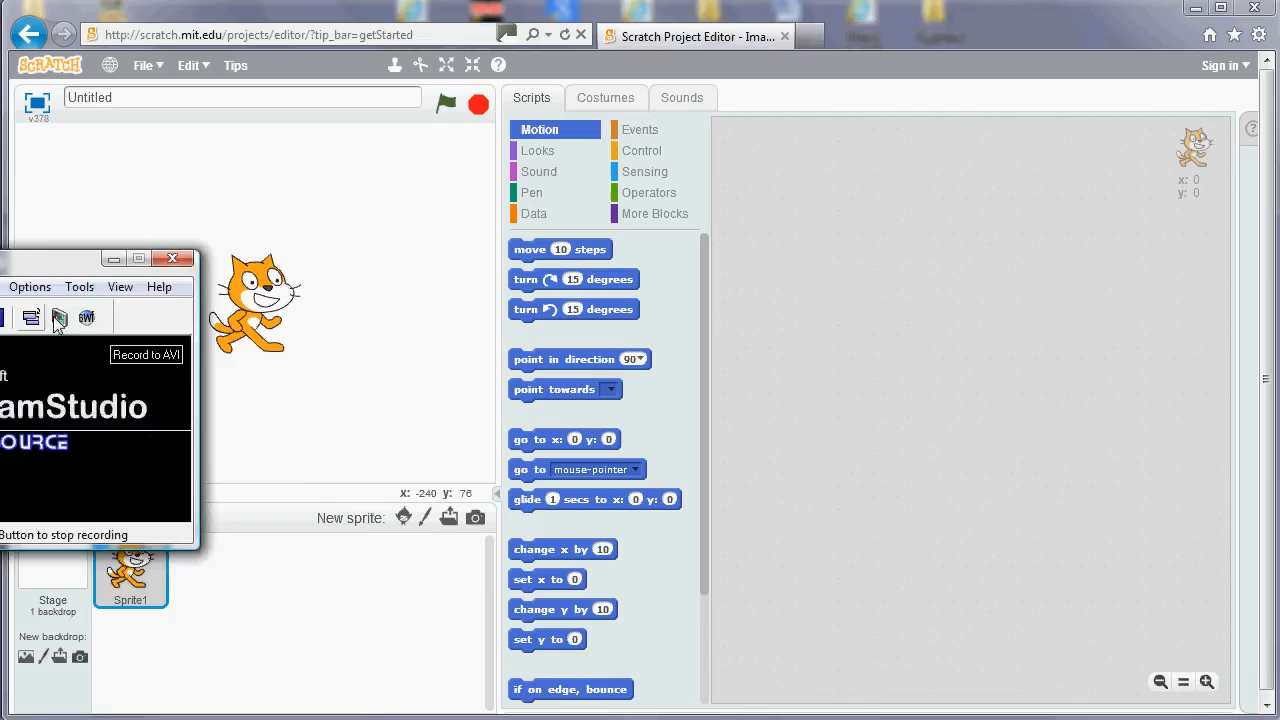 http://scratch.mit.edu/projects/editor/?tip_bar=getStarted
Scratch Project Editor - Ima...
SCRATCH
File
Edit
Tips
Sign in
v378
Untitled
Scripts
Costumes
Sounds
Motion
Events
Looks
Control
Sound
Sensing
Pen
Operators
Data
More Blocks
x: 0
y: 0
move 10 steps
turn 15 degrees
turn 15 degrees
point in direction 90
point towards
go to x: 0 y: 0
go to mouse-pointer
glide 1 secs to x: 0 y: 0
change x by 10
set x to 0
change y by 10
set y to 0
if on edge, bounce
Options
Tools
View
Help
Record to AVI
ft
amStudio
OURCE
Button to stop recording
x: -240 y: 76
New sprite:
Stage
1 backdrop
Sprite1
New backdrop: